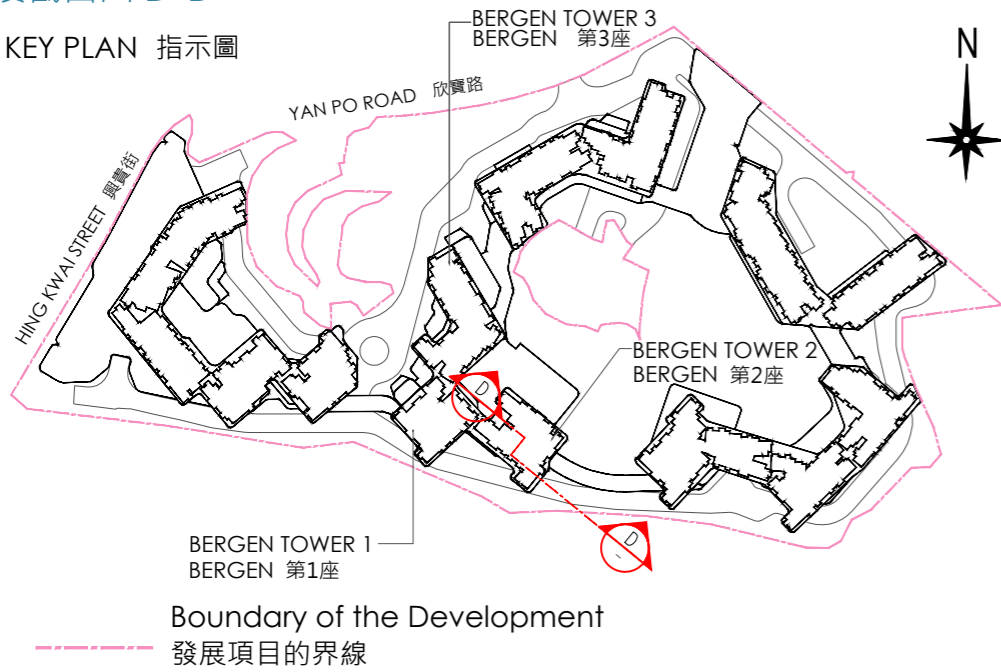 KEY PLAN 指示圖
BERGEN TOWER 3
BERGEN 第3座
N
YAN PO ROAD 欣寶路
HING KWAI STREET 興貴街
BERGEN TOWER 2
BERGEN 第2座
D
D
BERGEN TOWER 1
BERGEN 第1座
Boundary of the Development
發展項目的界線